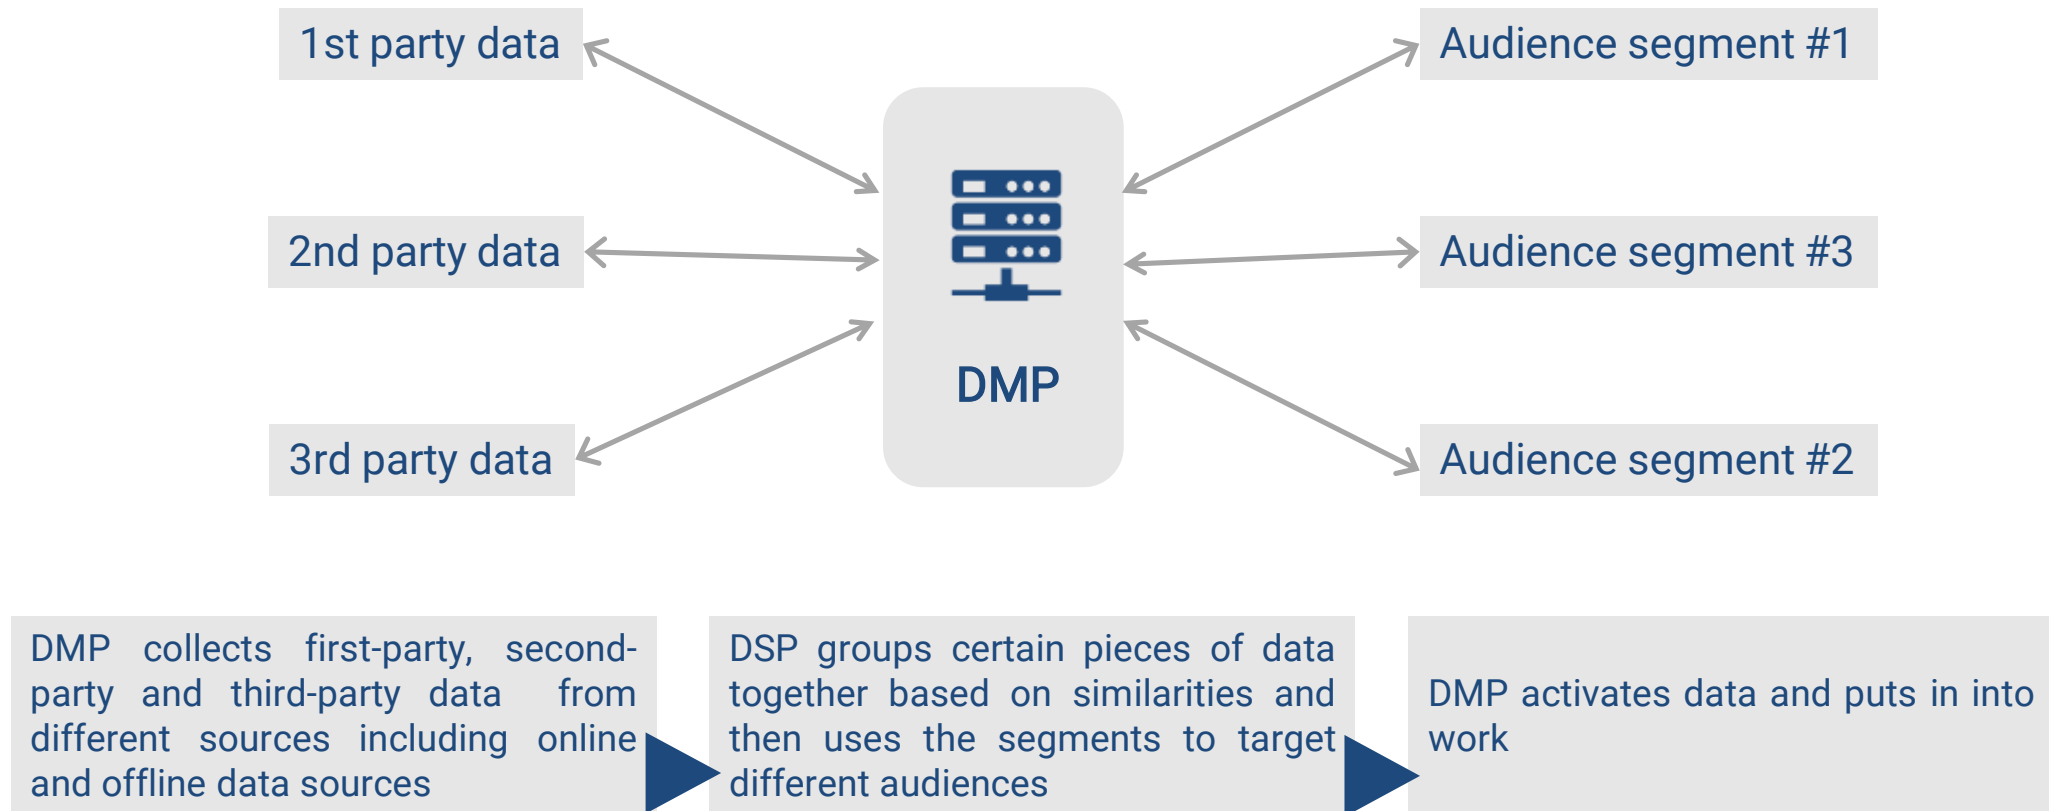 1st party data
Audience segment #1
2nd party data
Audience segment #3
DMP
3rd party data
Audience segment #2
DMP collects first-party, second-
party and third-party data from
different sources including online
and offline data sources
DSP groups certain pieces of data
together based on similarities and
then uses the segments to target
different audiences
DMP activates data and puts in into
work